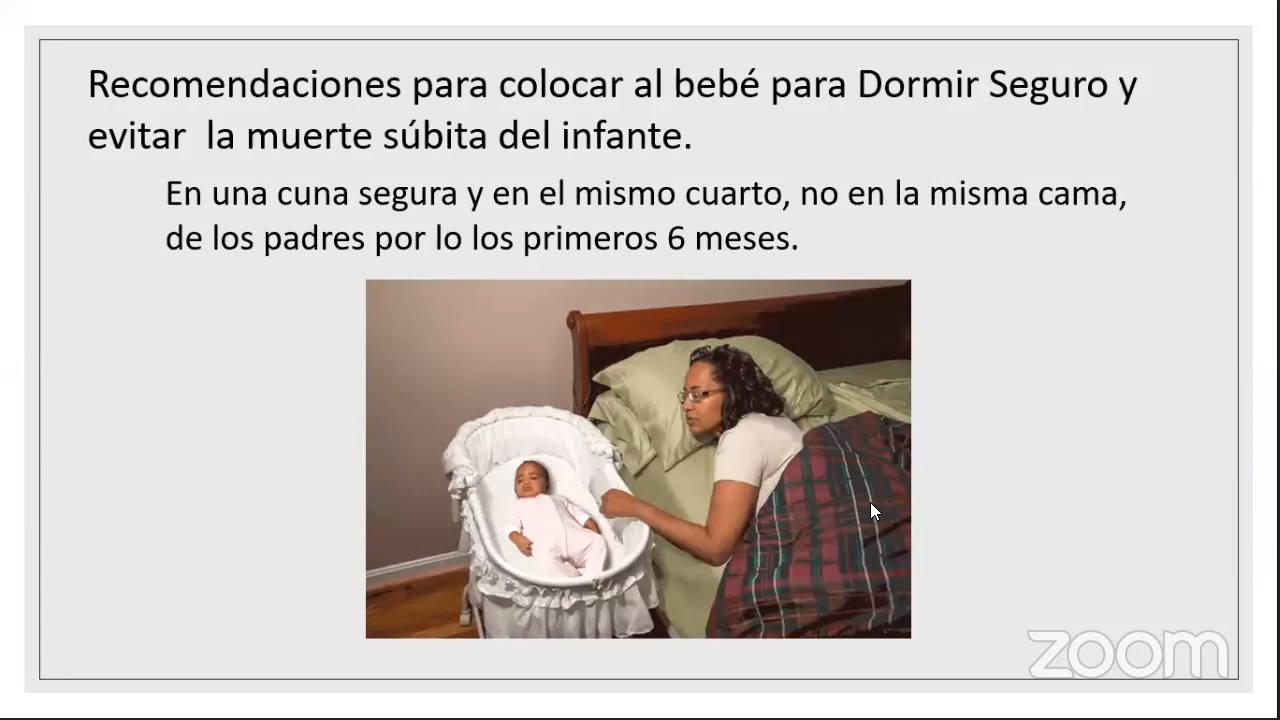 Recomendaciones para colocar al bebé para Dormir Seguro y
evitar  la muerte súbita del infante.
En una cuna segura y en el mismo cuarto, no en la misma cama,
de los padres por lo los primeros 6 meses.
zoom